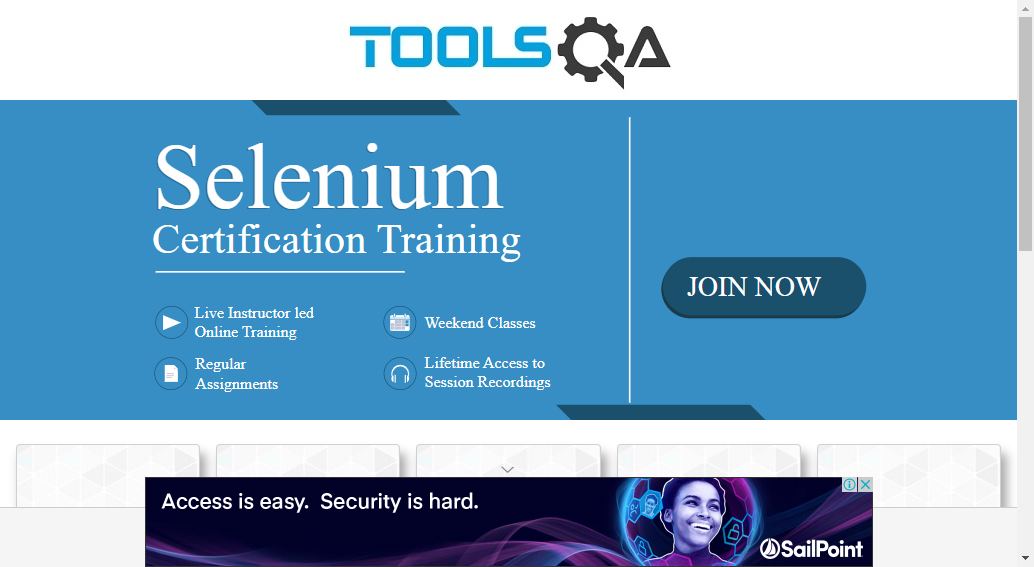 TOOLSQA
Selenium
Certification Training
JOIN NOW
Live Instructor led
Online Training
Weekend Classes
Regular
Assignments
Lifetime Access to
Session Recordings
Access is easy. Security is hard.
SailPoint